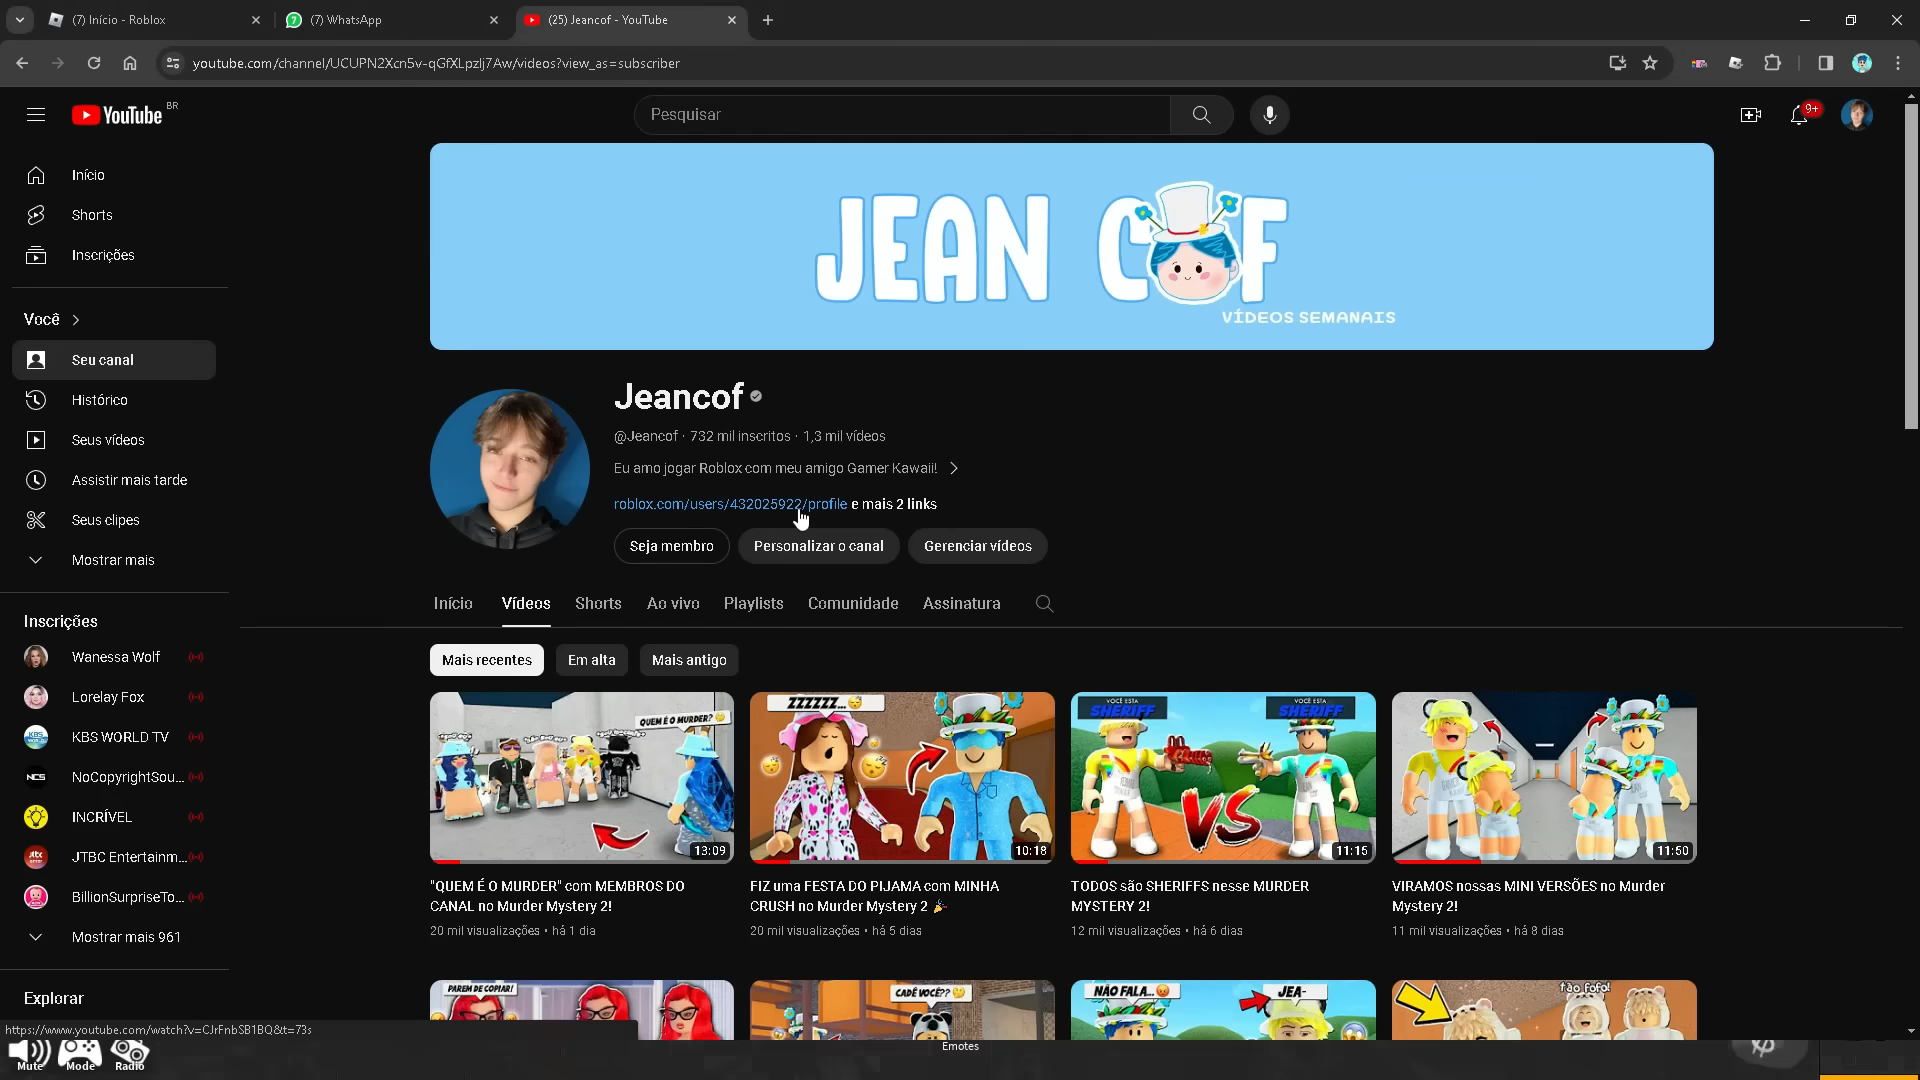 (7) Início - Roblox
(7) WhatsApp
(25) Jeancof - YouTube
youtube.com/channel/UCUPN2Xcn5v-qGfXLpzlj7Aw/videos?view_as=subscriber
YouTube BR
Pesquisar
9+
Início
Shorts
Inscrições
Você
Seu canal
Histórico
Seus vídeos
Assistir mais tarde
Seus clipes
Mostrar mais
Inscrições
Wanessa Wolf
Lorelay Fox
KBS WORLD TV
NoCopyrightSou...
INCRÍVEL
JTBC Entertainm...
BillionSurpriseTo...
Mostrar mais 961
Explorar
JEAN COF
VÍDEOS SEMANAIS
Jeancof
@Jeancof · 732 mil inscritos · 1,3 mil vídeos
Eu amo jogar Roblox com meu amigo Gamer Kawaii!
roblox.com/users/432025922/profile e mais 2 links
Seja membro
Personalizar o canal
Gerenciar vídeos
Início
Vídeos
Shorts
Ao vivo
Playlists
Comunidade
Assinatura
Mais recentes
Em alta
Mais antigo
QUEM É O MURDER?
13:09
ZZZZZZ...
10:18
VOCÊ ESTA
SHERIFF
VOCÊ ESTA
SHERIFF
VS
11:15
11:50
"QUEM É O MURDER" com MEMBROS DO
CANAL no Murder Mystery 2!
20 mil visualizações • há 1 dia
FIZ uma FESTA DO PIJAMA com MINHA
CRUSH no Murder Mystery 2 🎉
20 mil visualizações • há 5 dias
TODOS são SHERIFFS nesse MURDER
MYSTERY 2!
12 mil visualizações • há 6 dias
VIRAMOS nossas MINI VERSÕES no Murder
Mystery 2!
11 mil visualizações • há 8 dias
PAREM DE COPIAR!
CADÊ VOCÊ??
NÃO FALA...
JEA-
tão fofo!
https://www.youtube.com/watch?v=CJrFnbSB1BQ&t=73s
Mute
Mode
Radio
Emotes